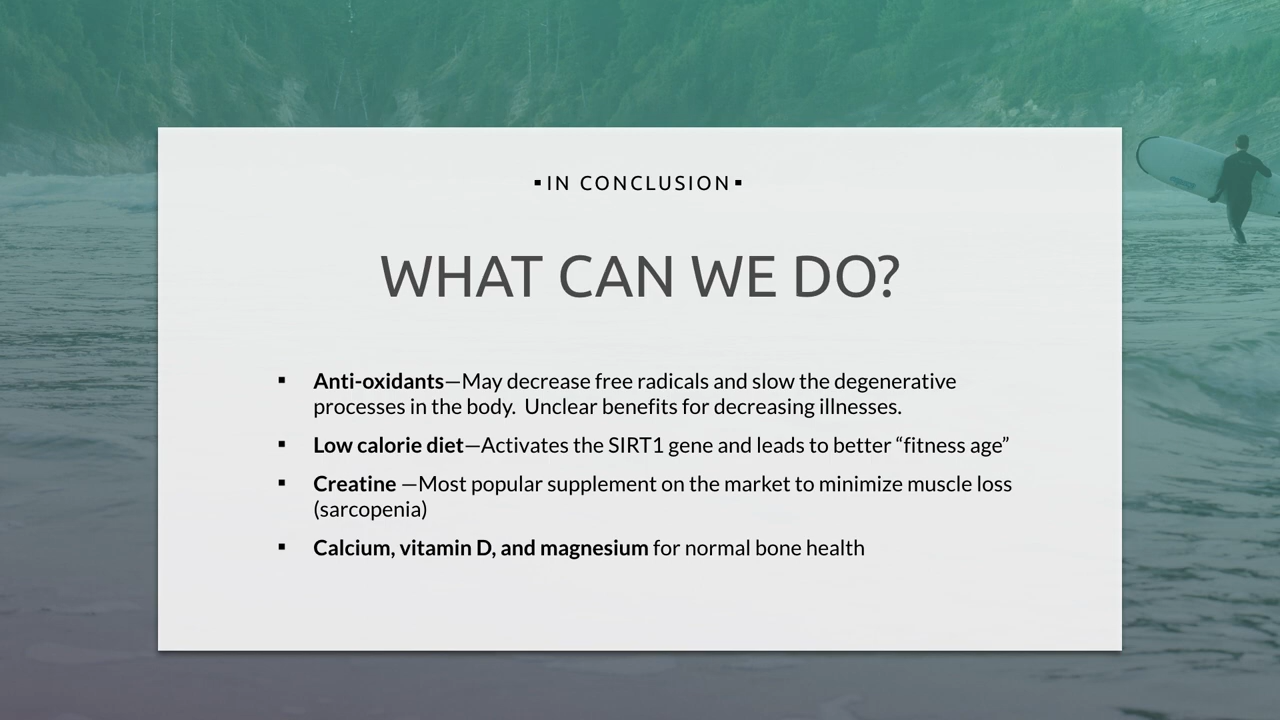 ▪IN CONCLUSION▪
WHAT CAN WE DO?
▪ Anti-oxidants—May decrease free radicals and slow the degenerative
processes in the body.  Unclear benefits for decreasing illnesses.
▪ Low calorie diet—Activates the SIRT1 gene and leads to better “fitness age”
▪ Creatine —Most popular supplement on the market to minimize muscle loss
(sarcopenia)
▪ Calcium, vitamin D, and magnesium for normal bone health